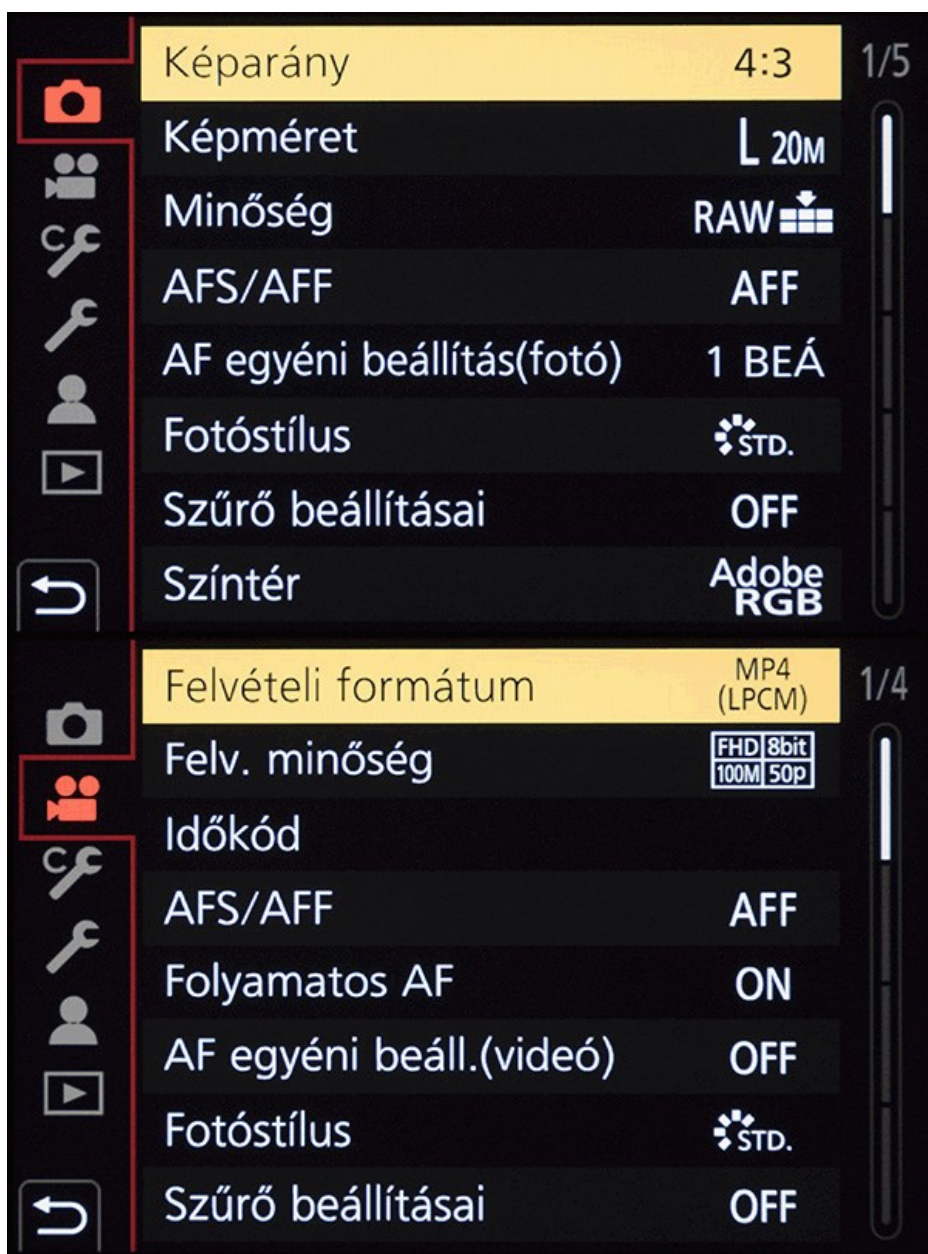 Képarány 4:3 1/5
Képméret L 20M
Minőség RAW
AFS/AFF AFF
AF egyéni beállítás(fotó) 1 BEÁ
Fotóstílus STD.
Szűrő beállításai OFF
Színtér Adobe
RGB
Felvételi formátum MP4
(LPCM) 1/4
Felv. minőség FHD 8bit
100M 50p
Időkód
AFS/AFF AFF
Folyamatos AF ON
AF egyéni beáll.(videó) OFF
Fotóstílus STD.
Szűrő beállításai OFF
C
C